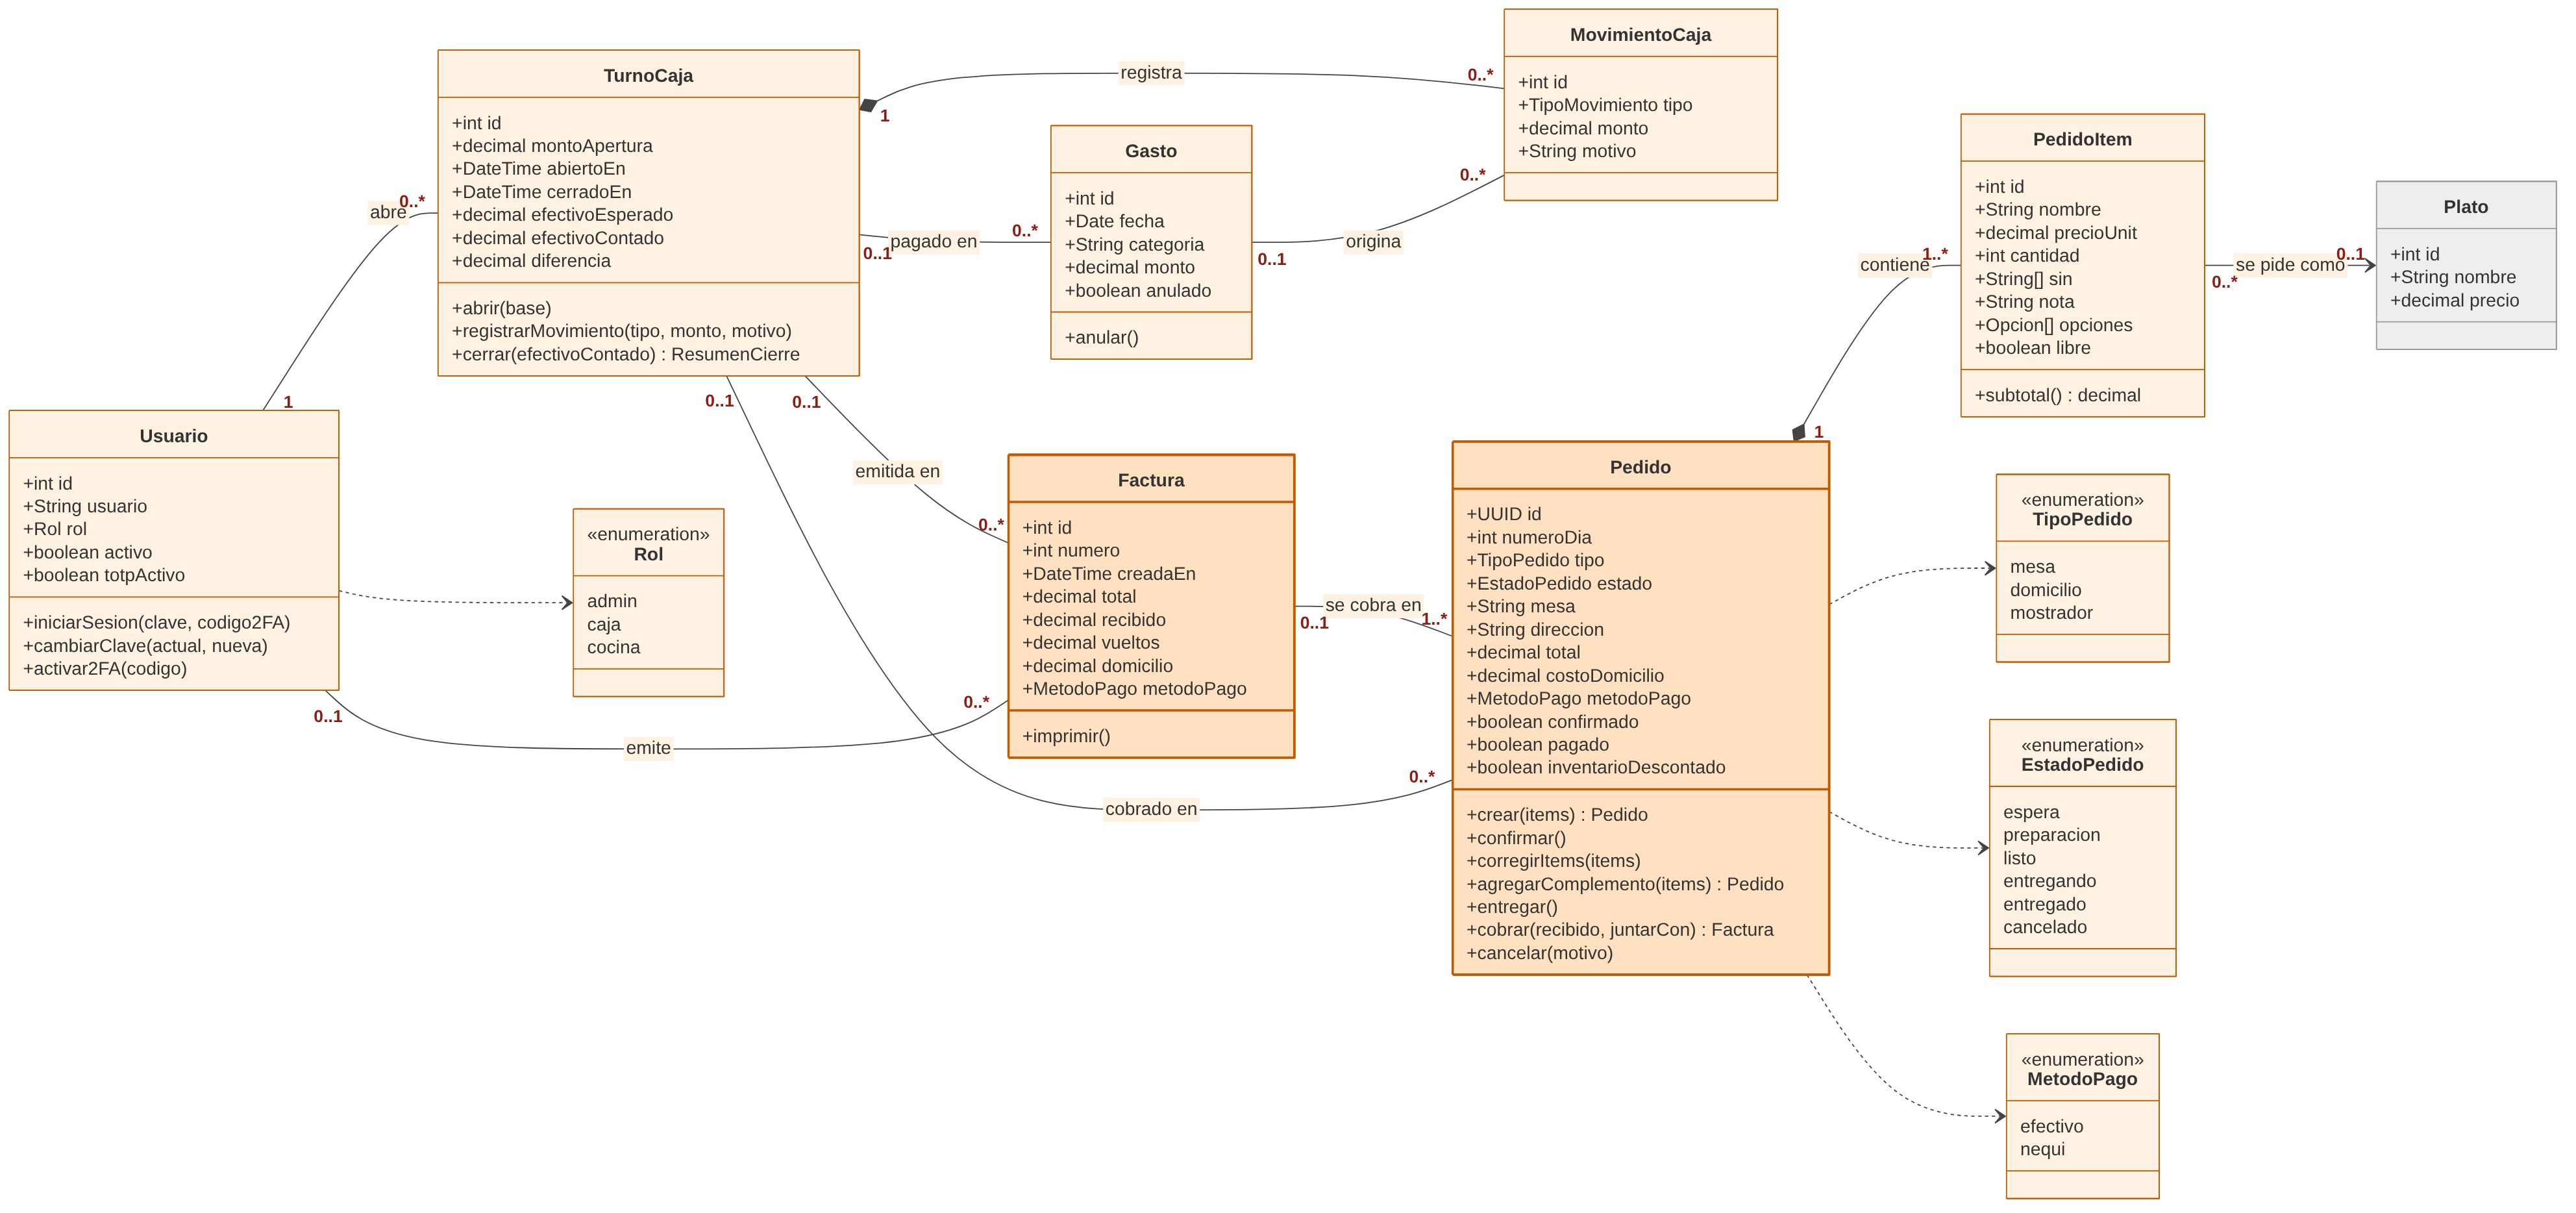 TurnoCaja
+int id
+decimal montoApertura
+DateTime abiertoEn
+DateTime cerradoEn
+decimal efectivoEsperado
+decimal efectivoContado
+decimal diferencia
+abrir(base)
+registrarMovimiento(tipo, monto, motivo)
+cerrar(efectivoContado) : ResumenCierre
registra
1
0..*
MovimientoCaja
+int id
+TipoMovimiento tipo
+decimal monto
+String motivo
Gasto
+int id
+Date fecha
+String categoria
+decimal monto
+boolean anulado
+anular()
pagado en
0..1
0..*
origina
0..1
0..*
abre
1
0..*
Usuario
+int id
+String usuario
+Rol rol
+boolean activo
+boolean totpActivo
+iniciarSesion(clave, codigo2FA)
+cambiarClave(actual, nueva)
+activar2FA(codigo)
«enumeration»
Rol
admin
caja
cocina
emite
0..1
0..*
emitida en
0..1
0..*
cobrado en
0..1
0..*
Factura
+int id
+int numero
+DateTime creadaEn
+decimal total
+decimal recibido
+decimal vueltos
+decimal domicilio
+MetodoPago metodoPago
+imprimir()
se cobra en
0..1
1..*
Pedido
+UUID id
+int numeroDia
+TipoPedido tipo
+EstadoPedido estado
+String mesa
+String direccion
+decimal total
+decimal costoDomicilio
+MetodoPago metodoPago
+boolean confirmado
+boolean pagado
+boolean inventarioDescontado
+crear(items) : Pedido
+confirmar()
+corregirItems(items)
+agregarComplemento(items) : Pedido
+entregar()
+cobrar(recibido, juntarCon) : Factura
+cancelar(motivo)
contiene
1
1..*
PedidoItem
+int id
+String nombre
+decimal precioUnit
+int cantidad
+String[] sin
+String nota
+Opcion[] opciones
+boolean libre
+subtotal() : decimal
se pide como
0..*
0..1
Plato
+int id
+String nombre
+decimal precio
«enumeration»
TipoPedido
mesa
domicilio
mostrador
«enumeration»
EstadoPedido
espera
preparacion
listo
entregando
entregado
cancelado
«enumeration»
MetodoPago
efectivo
nequi